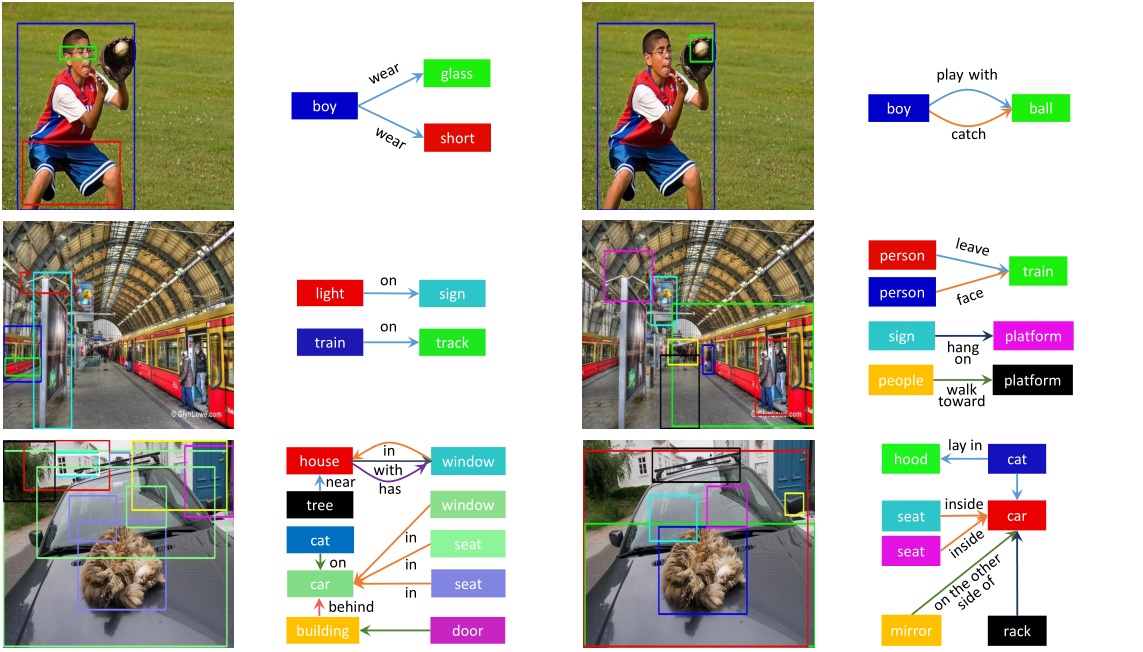 wear
glass
boy
wear
short
play with
boy
ball
catch
light
on
sign
train
on
track
© GlynLowe.com
person
leave
train
person
face
sign
hang
on
platform
people
walk
toward
platform
© GlynLowe.com
house
in
with
has
window
near
tree
window
cat
in
seat
on
in
car
in
seat
behind
building
door
hood
lay in
cat
seat
inside
car
seat
inside
on the other
side of
mirror
rack